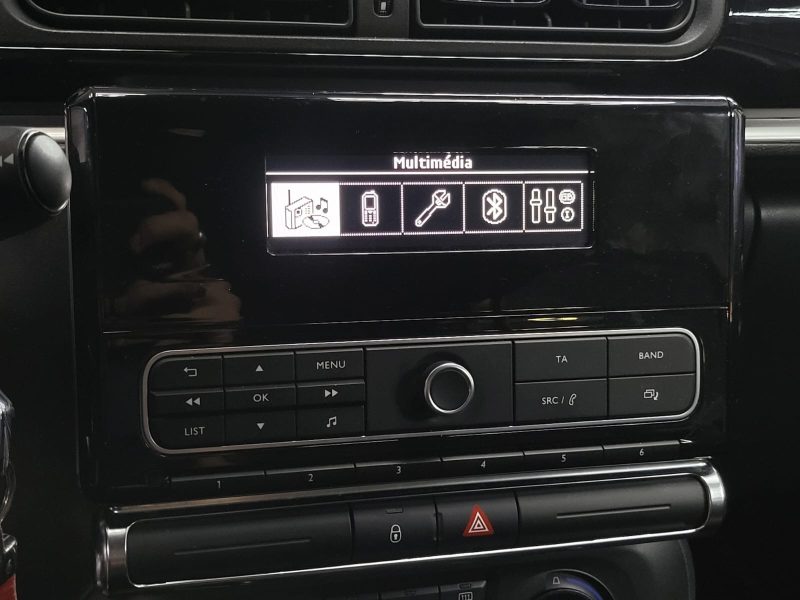 Multimédia
MENU
TA
BAND
OK
SRC /
LIST
1 2 3 4 5 6